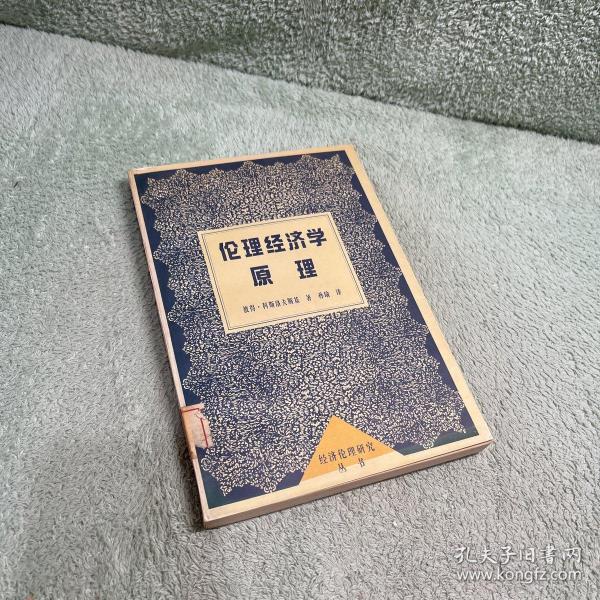 伦理经济学
原理
彼得·科斯洛夫斯基 著 孙瑜 译
经济伦理研究
丛书
孔夫子旧书网
www.kongfz.com